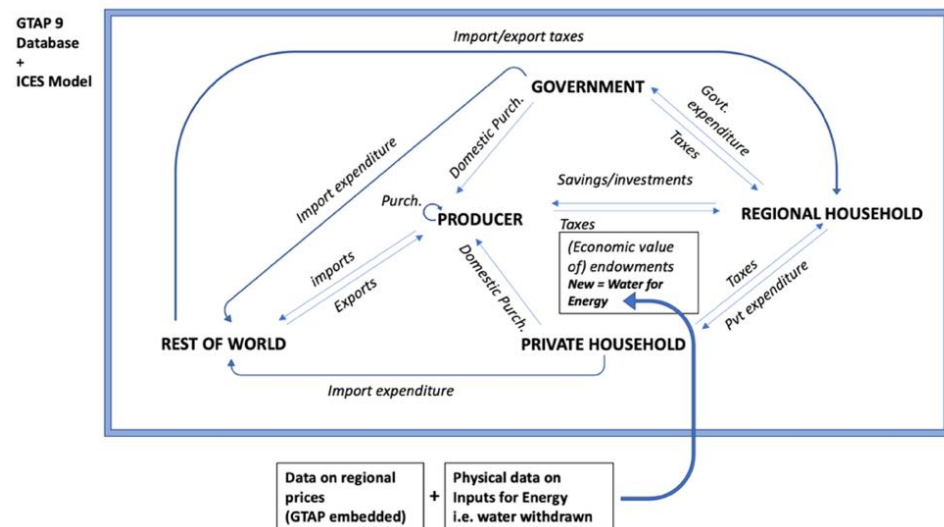 GTAP 9
Database
+
ICES Model
Import/export taxes
GOVERNMENT
Govt.
expenditure
Taxes
Domestic Purch.
Import expenditure
Savings/investments
Purch.
PRODUCER
REGIONAL HOUSEHOLD
Taxes
(Economic value
of) endowments
New = Water for
Energy
imports
Exports
Domestic Purch.
Taxes
Pvt expenditure
REST OF WORLD
PRIVATE HOUSEHOLD
Import expenditure
Data on regional
prices
(GTAP embedded)
+
Physical data on
Inputs for Energy
i.e. water withdrawn